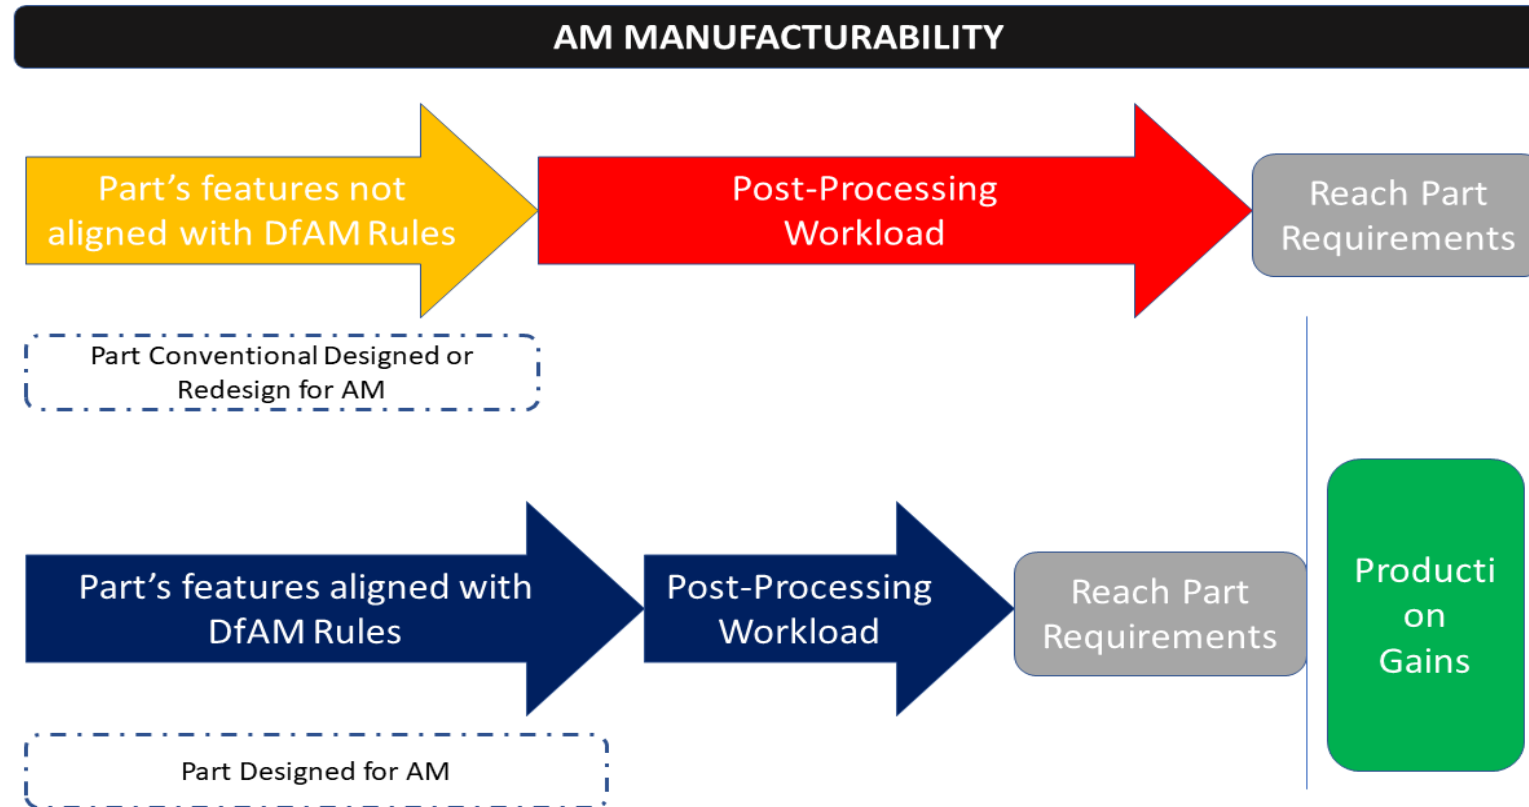 AM MANUFACTURABILITY
Part’s features not
aligned with DfAM Rules
Post-Processing
Workload
Reach Part
Requirements
Part Conventional Designed or
Redesign for AM
Part’s features aligned with
DfAM Rules
Post-Processing
Workload
Reach Part
Requirements
Producti
on
Gains
Part Designed for AM